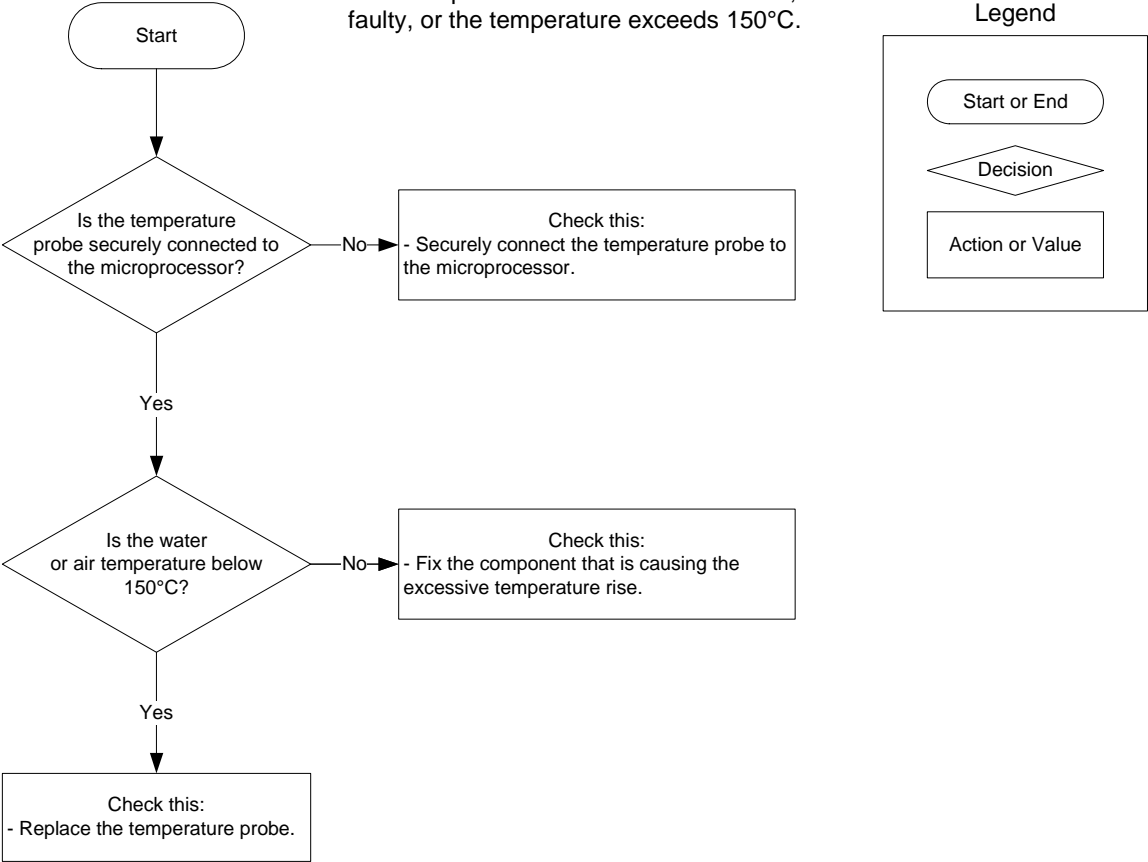 faulty, or the temperature exceeds 150°C.
Legend
Start
Start or End
Decision
Action or Value
Is the temperature
probe securely connected to
the microprocessor?
No
Check this:
- Securely connect the temperature probe to
the microprocessor.
Yes
Is the water
or air temperature below
150°C?
No
Check this:
- Fix the component that is causing the
excessive temperature rise.
Yes
Check this:
- Replace the temperature probe.